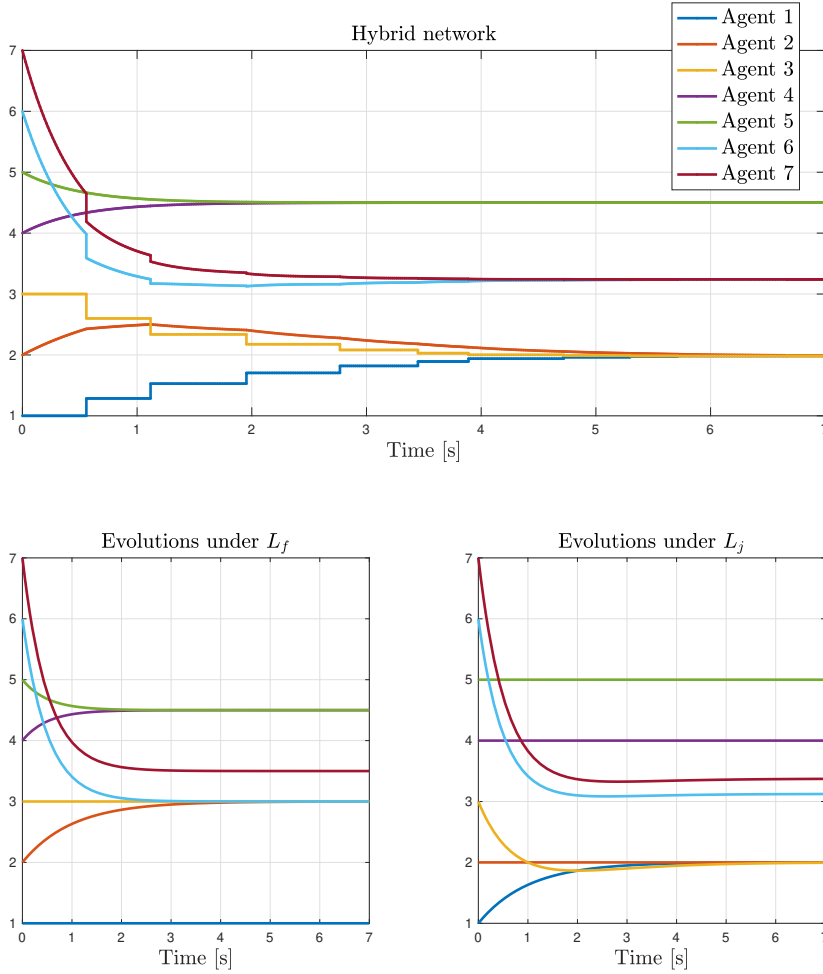 Hybrid network
Agent 1
Agent 2
Agent 3
Agent 4
Agent 5
Agent 6
Agent 7
7
6
5
4
3
2
1
0 1 2 3 4 5 6 7
Time [s]
Evolutions under L_f
7
6
5
4
3
2
1
0 1 2 3 4 5 6 7
Time [s]
Evolutions under L_j
7
6
5
4
3
2
1
0 1 2 3 4 5 6 7
Time [s]